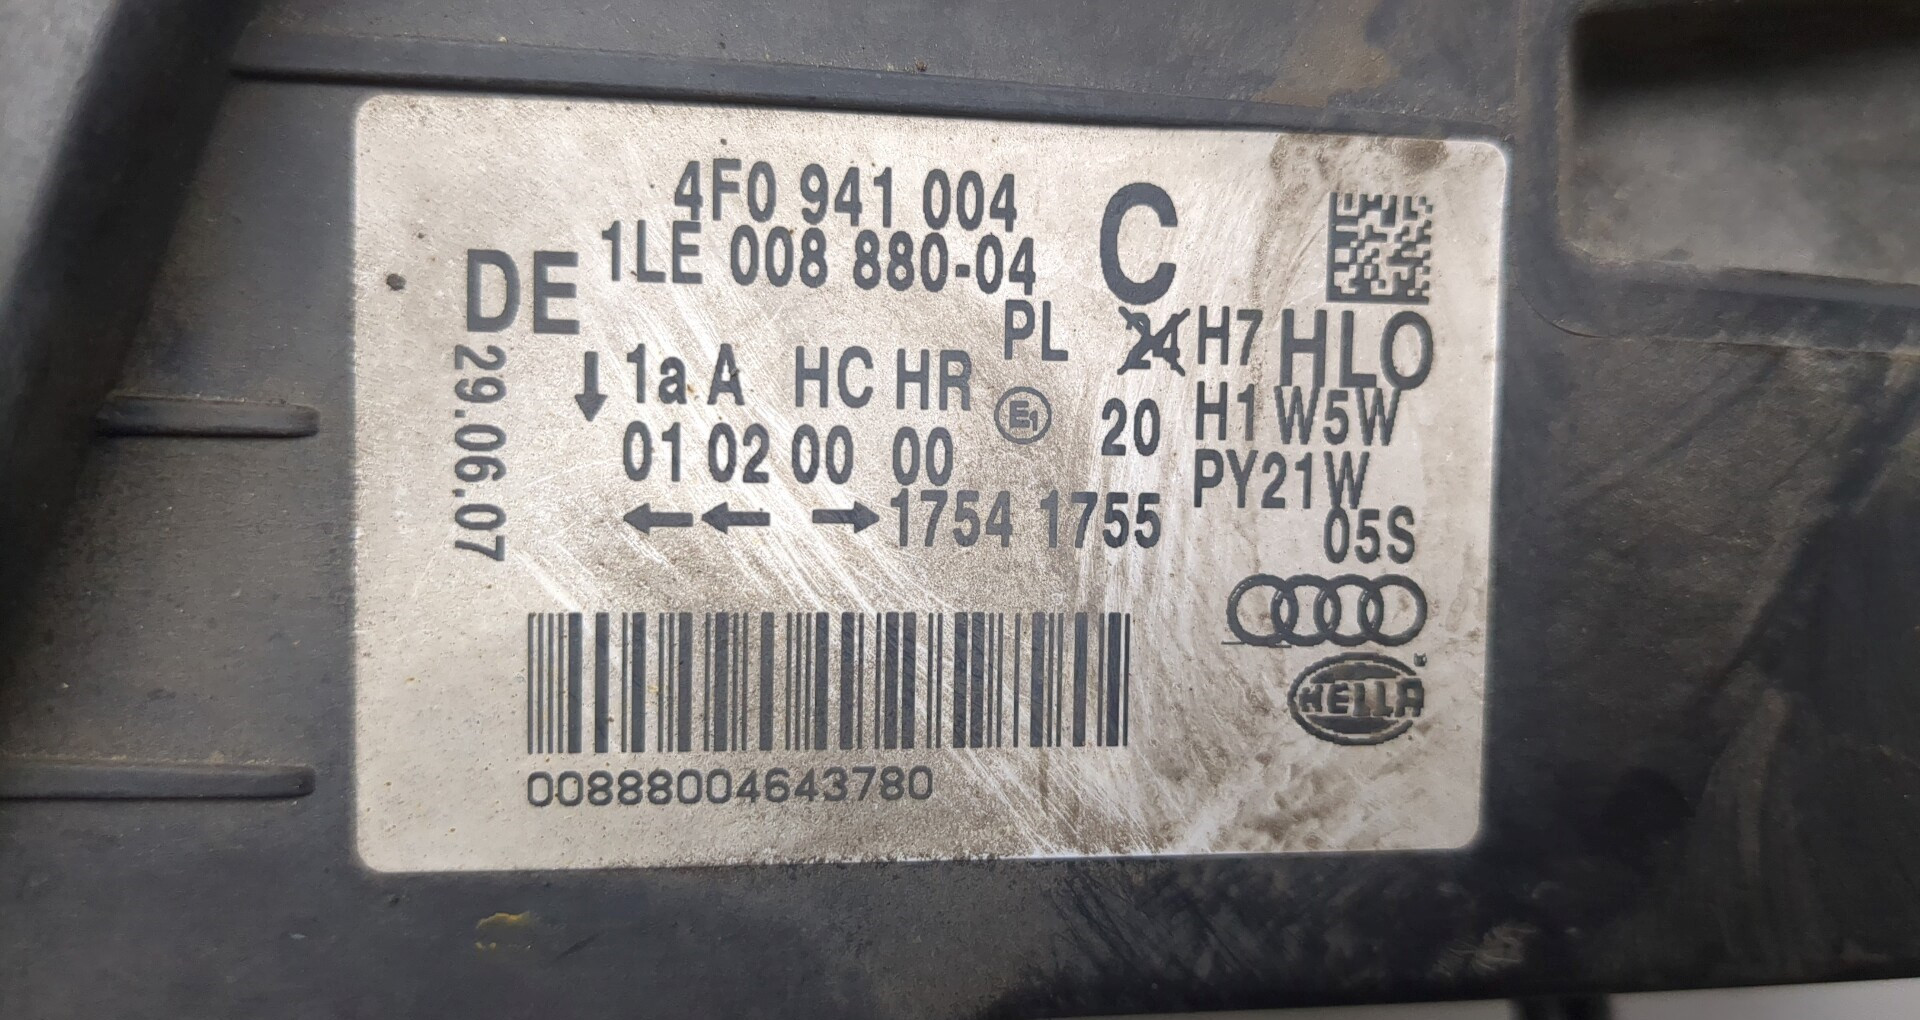 4F0 941 004 C
1LE 008 880-04
DE
PL 24 H7 HLO
1a A HC HR E1 20 H1 W5W
01 02 00 00 PY21W
1754 1755 05S
29.06.07
00888004643780
HELLA